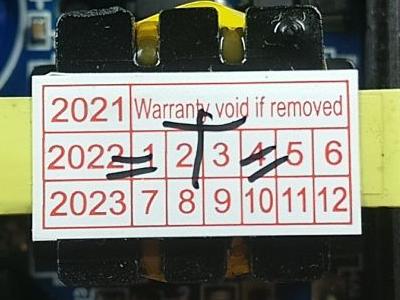 2021 Warranty void if removed
2022 1 2 3 4 5 6
2023 7 8 9 10 11 12